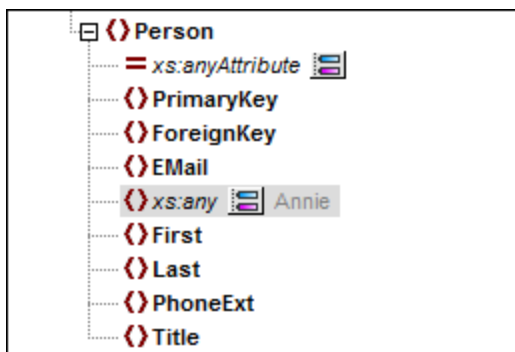 Person
xs:anyAttribute
PrimaryKey
ForeignKey
EMail
xs:any Annie
First
Last
PhoneExt
Title